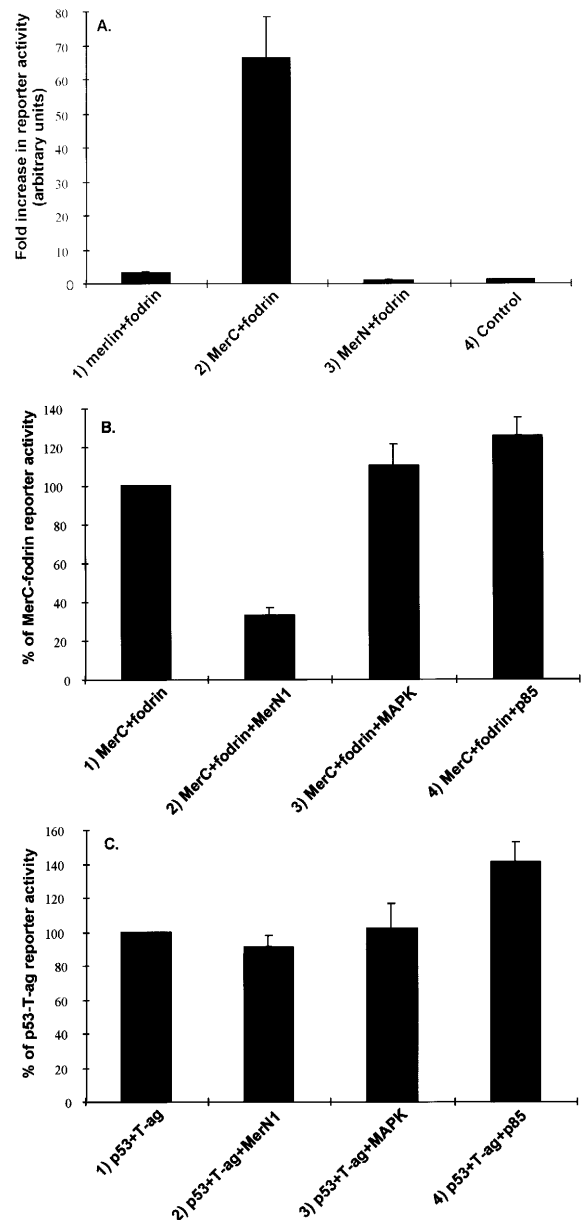 A.
Fold increase in reporter activity
(arbitrary units)
80
70
60
50
40
30
20
10
0
1) merlin+fodrin
2) MerC+fodrin
3) MerN+fodrin
4) Control
B.
% of MerC-fodrin reporter activity
140
120
100
80
60
40
20
0
1) MerC+fodrin
2) MerC+fodrin+MerN1
3) MerC+fodrin+MAPK
4) MerC+fodrin+p85
C.
% of p53-T-ag reporter activity
160
140
120
100
80
60
40
20
0
1) p53+T-ag
2) p53+T-ag+MerN1
3) p53+T-ag+MAPK
4) p53+T-ag+p85